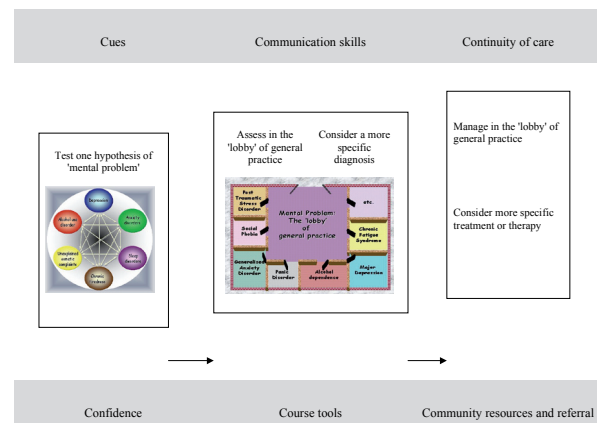 Cues
Communication skills
Continuity of care
Test one hypothesis of
'mental problem'
Depression
Anxiety
disorders
Sleep
disorders
Chronic
tiredness
Unexplained
somatic
complaints
Alcohol use
disorder
Assess in the
'lobby' of general
practice
Consider a more
specific
diagnosis
Post
Traumatic
Stress
Disorder
Social
Phobia
Generalised
Anxiety
Disorder
Panic
Disorder
Alcohol
dependence
Major
Depression
Chronic
Fatigue
Syndrome
etc.
Mental Problem:
The 'lobby'
of
general practice
Manage in the 'lobby' of
general practice
Consider more specific
treatment or therapy
Confidence
Course tools
Community resources and referral